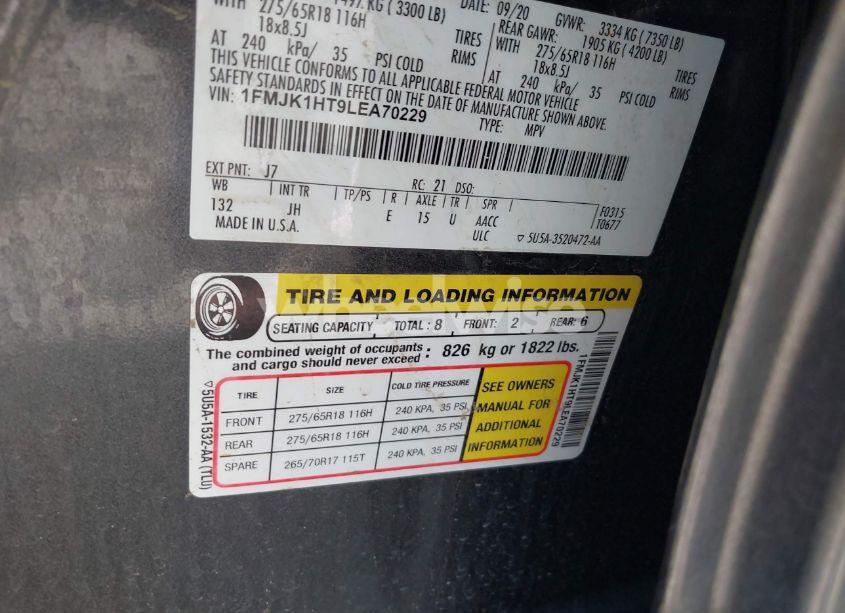 KG (3300 LB)
WITH 275/65R18 116H TIRES
18x8.5J RIMS
AT 240 kPa/ 35 PSI COLD
09/20 GVWR: 3334 KG (7350 LB)
REAR GAWR: 1905 KG (4200 LB)
WITH 275/65R18 116H TIRES
18x8.5J RIMS
AT 240 kPa/ 35 PSI COLD
THIS VEHICLE CONFORMS TO ALL APPLICABLE FEDERAL MOTOR VEHICLE
SAFETY STANDARDS IN EFFECT ON THE DATE OF MANUFACTURE SHOWN ABOVE.
VIN: 1FMJK1HT9LEA70229
TYPE: MPV
EXT PNT: J7 RC: 21 DSO:
WB INT TR TP/PS R AXLE TR SPR
132 JH E 15 U AACC
ULC
F0315
T0677
MADE IN U.S.A.
▽ 5U5A-3520472-AA
TIRE AND LOADING INFORMATION
SEATING CAPACITY TOTAL : 8 FRONT: 2 REAR: 6
The combined weight of occupants
and cargo should never exceed : 826 kg or 1822 lbs.
TIRE SIZE COLD TIRE PRESSURE
FRONT 275/65R18 116H 240 KPA, 35 PSI
REAR 275/65R18 116H 240 KPA, 35 PSI
SPARE 265/70R17 115T 240 KPA, 35 PSI
SEE OWNERS
MANUAL FOR
ADDITIONAL
INFORMATION
▽5U5A-1532-AA (TLU)
1FMJK1HT9LEA70229